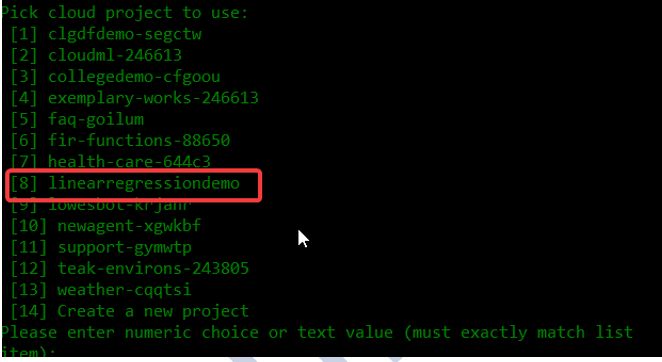 Pick cloud project to use:
[1] clgdfdemo-segctw
[2] cloudml-246613
[3] collegedemo-cfgoou
[4] exemplary-works-246613
[5] faq-goilum
[6] fir-functions-88650
[7] health-care-644c3
[8] linearregressiondemo
[9] lowesbot-krjanr
[10] newagent-xgwkbf
[11] support-gymwtp
[12] teak-environs-243805
[13] weather-cqqtsi
[14] Create a new project
Please enter numeric choice or text value (must exactly match list
item):